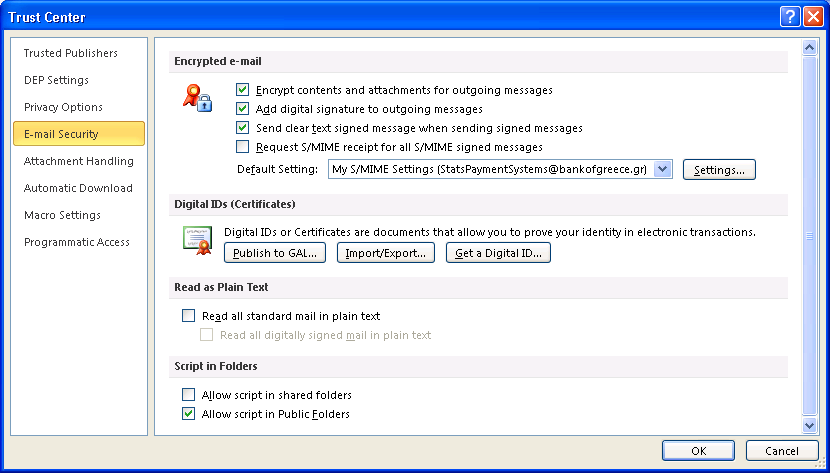 Trust Center
Trusted Publishers
DEP Settings
Privacy Options
E-mail Security
Attachment Handling
Automatic Download
Macro Settings
Programmatic Access
Encrypted e-mail
Encrypt contents and attachments for outgoing messages
Add digital signature to outgoing messages
Send clear text signed message when sending signed messages
Request S/MIME receipt for all S/MIME signed messages
Default Setting: My S/MIME Settings (StatsPaymentSystems@bankofgreece.gr) Settings...
Digital IDs (Certificates)
Digital IDs or Certificates are documents that allow you to prove your identity in electronic transactions.
Publish to GAL... Import/Export... Get a Digital ID...
Read as Plain Text
Read all standard mail in plain text
Read all digitally signed mail in plain text
Script in Folders
Allow script in shared folders
Allow script in Public Folders
OK Cancel